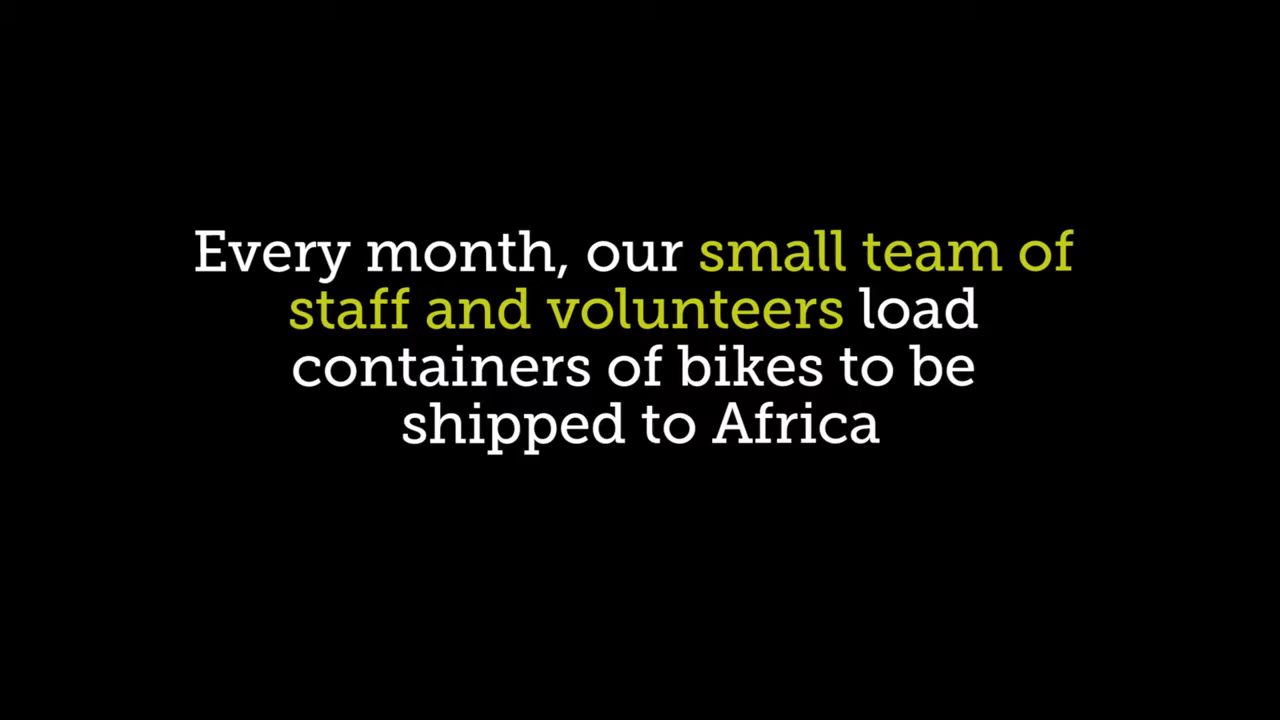 Every month, our small team of
staff and volunteers load
containers of bikes to be
shipped to Africa